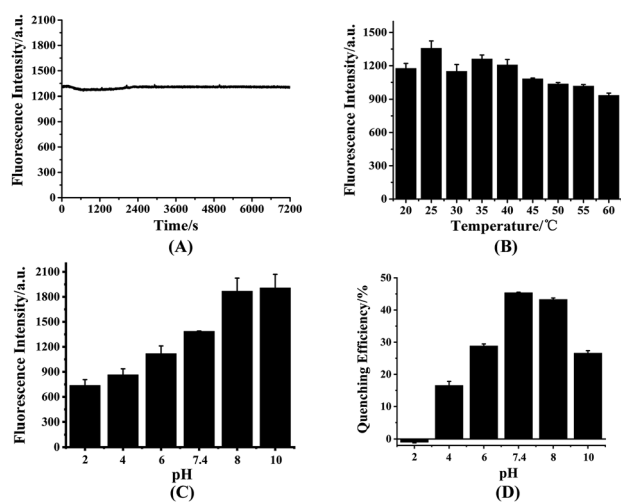 Fluorescence Intensity/a.u.
2100
1800
1500
1200
900
600
300
0
0 1200 2400 3600 4800 6000 7200
Time/s
(A)
Fluorescence Intensity/a.u.
1500
1200
900
600
300
20 25 30 35 40 45 50 55 60
Temperature/℃
(B)
Fluorescence Intensity/a.u.
2100
1800
1500
1200
900
600
300
0
2 4 6 7.4 8 10
pH
(C)
Quenching Efficiency/%
50
40
30
20
10
0
2 4 6 7.4 8 10
pH
(D)